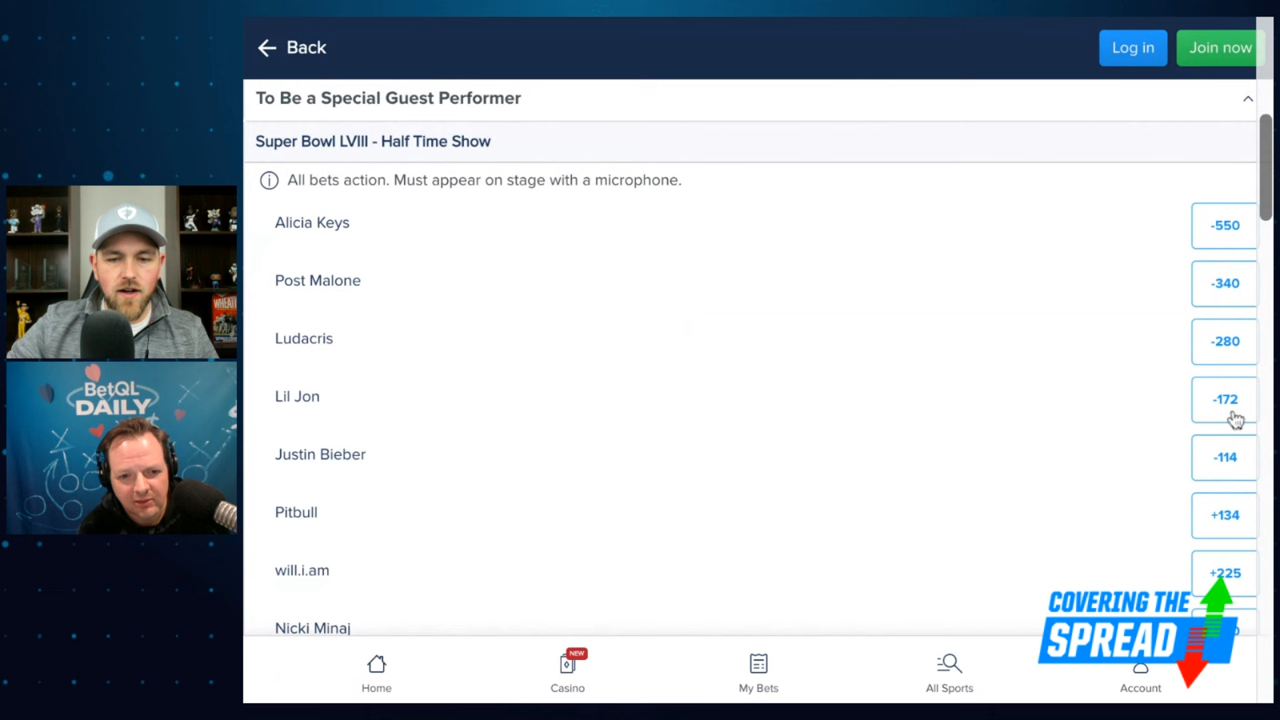 Back
Log in
Join now
To Be a Special Guest Performer
Super Bowl LVIII - Half Time Show
All bets action. Must appear on stage with a microphone.
Alicia Keys
-550
Post Malone
-340
Ludacris
-280
Lil Jon
-172
Justin Bieber
-114
Pitbull
+134
will.i.am
+225
Nicki Minaj
COVERING THE
SPREAD
NEW
Home
Casino
My Bets
All Sports
Account
BetQL
DAILY
WHEATIES